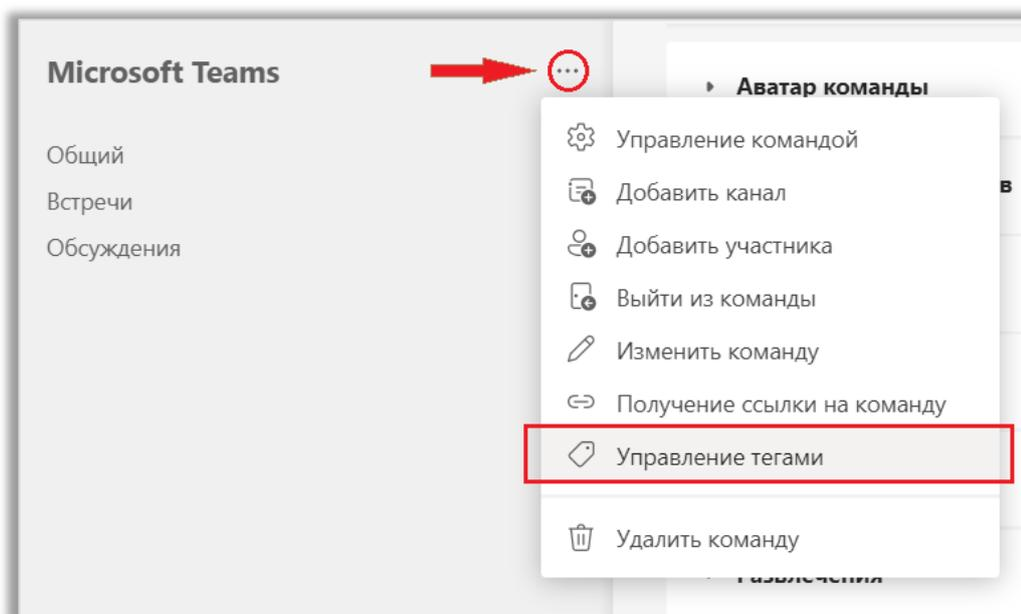 Microsoft Teams
Общий
Встречи
Обсуждения
Аватар команды
Управление командой
Добавить канал
в
Добавить участника
Выйти из команды
Изменить команду
Получение ссылки на команду
Управление тегами
Удалить команду
Развлечения